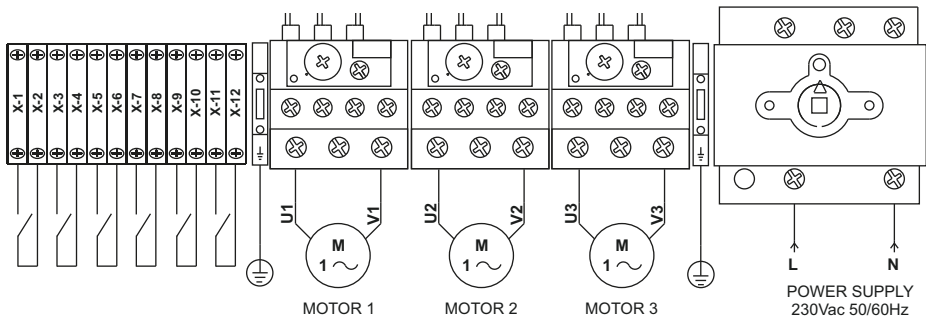 X-1
X-2
X-3
X-4
X-5
X-6
X-7
X-8
X-9
X-10
X-11
X-12
U1
V1
U2
V2
U3
V3
M
1
M
1
M
1
L
N
MOTOR 1
MOTOR 2
MOTOR 3
POWER SUPPLY
230Vac 50/60Hz